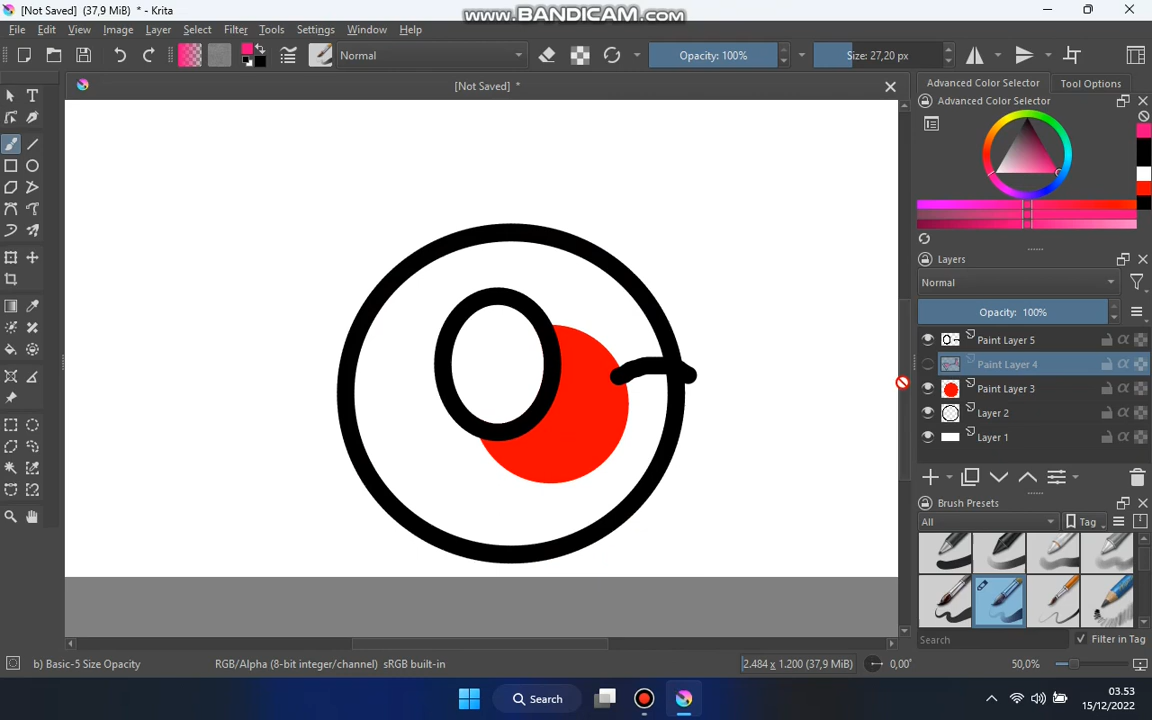 [Not Saved] (37,9 MiB) * - Krita
www.BANDICAM.com
File Edit View Image Layer Select Filter Tools Settings Window Help
Normal
Opacity: 100%
Size: 27,20 px
[Not Saved] *
Advanced Color Selector
Tool Options
Advanced Color Selector
Layers
Normal
Opacity: 100%
Paint Layer 5
Paint Layer 4
Paint Layer 3
Layer 2
Layer 1
Brush Presets
All
Tag
Search
Filter in Tag
b) Basic-5 Size Opacity
RGB/Alpha (8-bit integer/channel) sRGB built-in
2.484 x 1.200 (37,9 MiB)
0,00°
50,0%
Search
03.53
15/12/2022